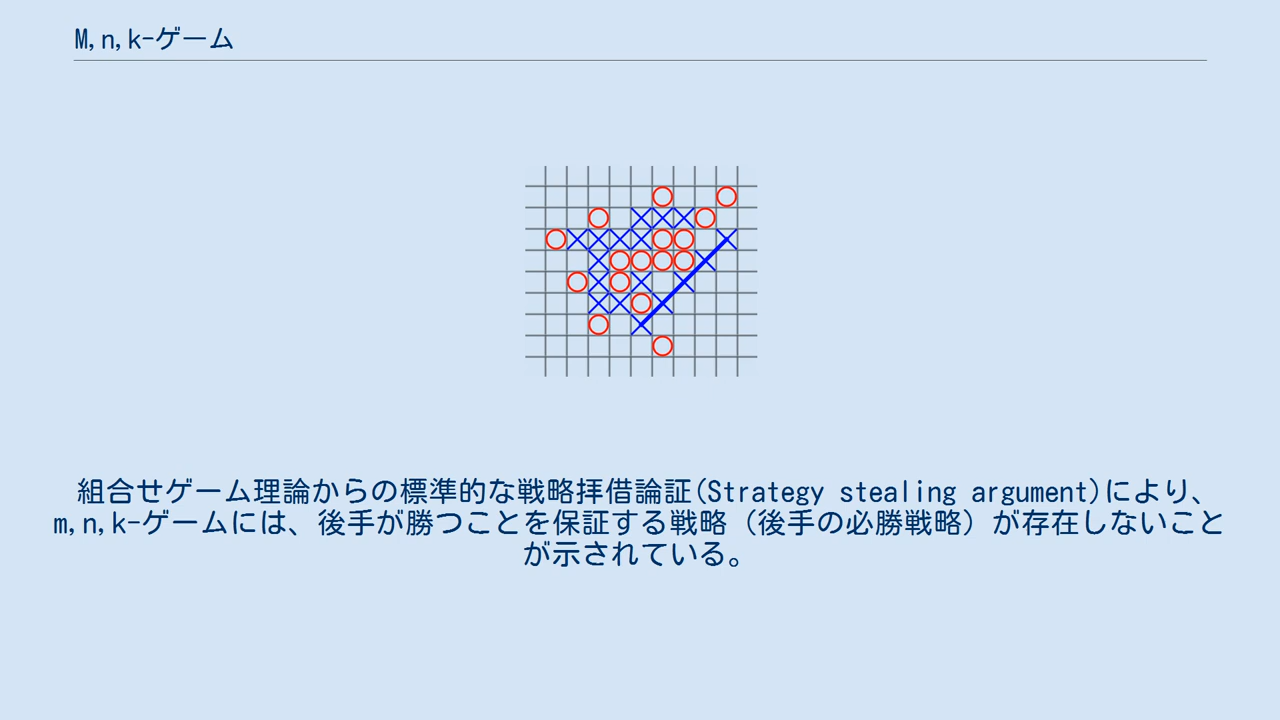 M,n,k-ゲーム
組合せゲーム理論からの標準的な戦略拝借論証(Strategy stealing argument)により、
m,n,k-ゲームには、後手が勝つことを保証する戦略（後手の必勝戦略）が存在しないこと
が示されている。